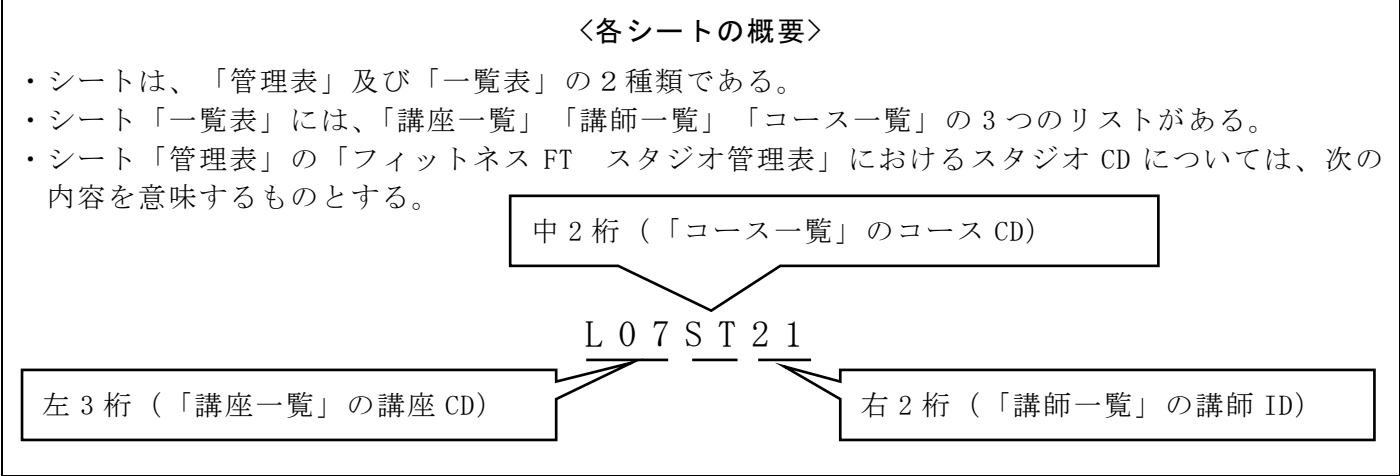 〈各シートの概要〉
・シートは、「管理表」及び「一覧表」の２種類である。
・シート「一覧表」には、「講座一覧」「講師一覧」「コース一覧」の３つのリストがある。
・シート「管理表」の「フィットネス FT　スタジオ管理表」におけるスタジオ CD については、次の
内容を意味するものとする。
中２桁（「コース一覧」のコース CD）
Ｌ０７ＳＴ２１
左３桁（「講座一覧」の講座 CD）
右２桁（「講師一覧」の講師 ID）